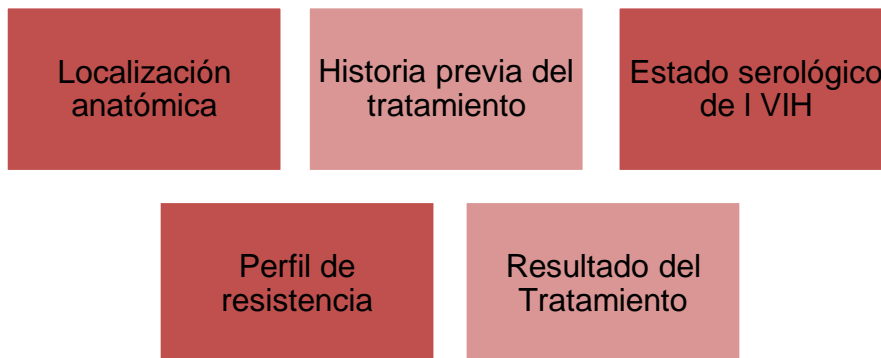 Localización
anatómica
Historia previa del
tratamiento
Estado serológico
de l VIH
Perfil de
resistencia
Resultado del
Tratamiento